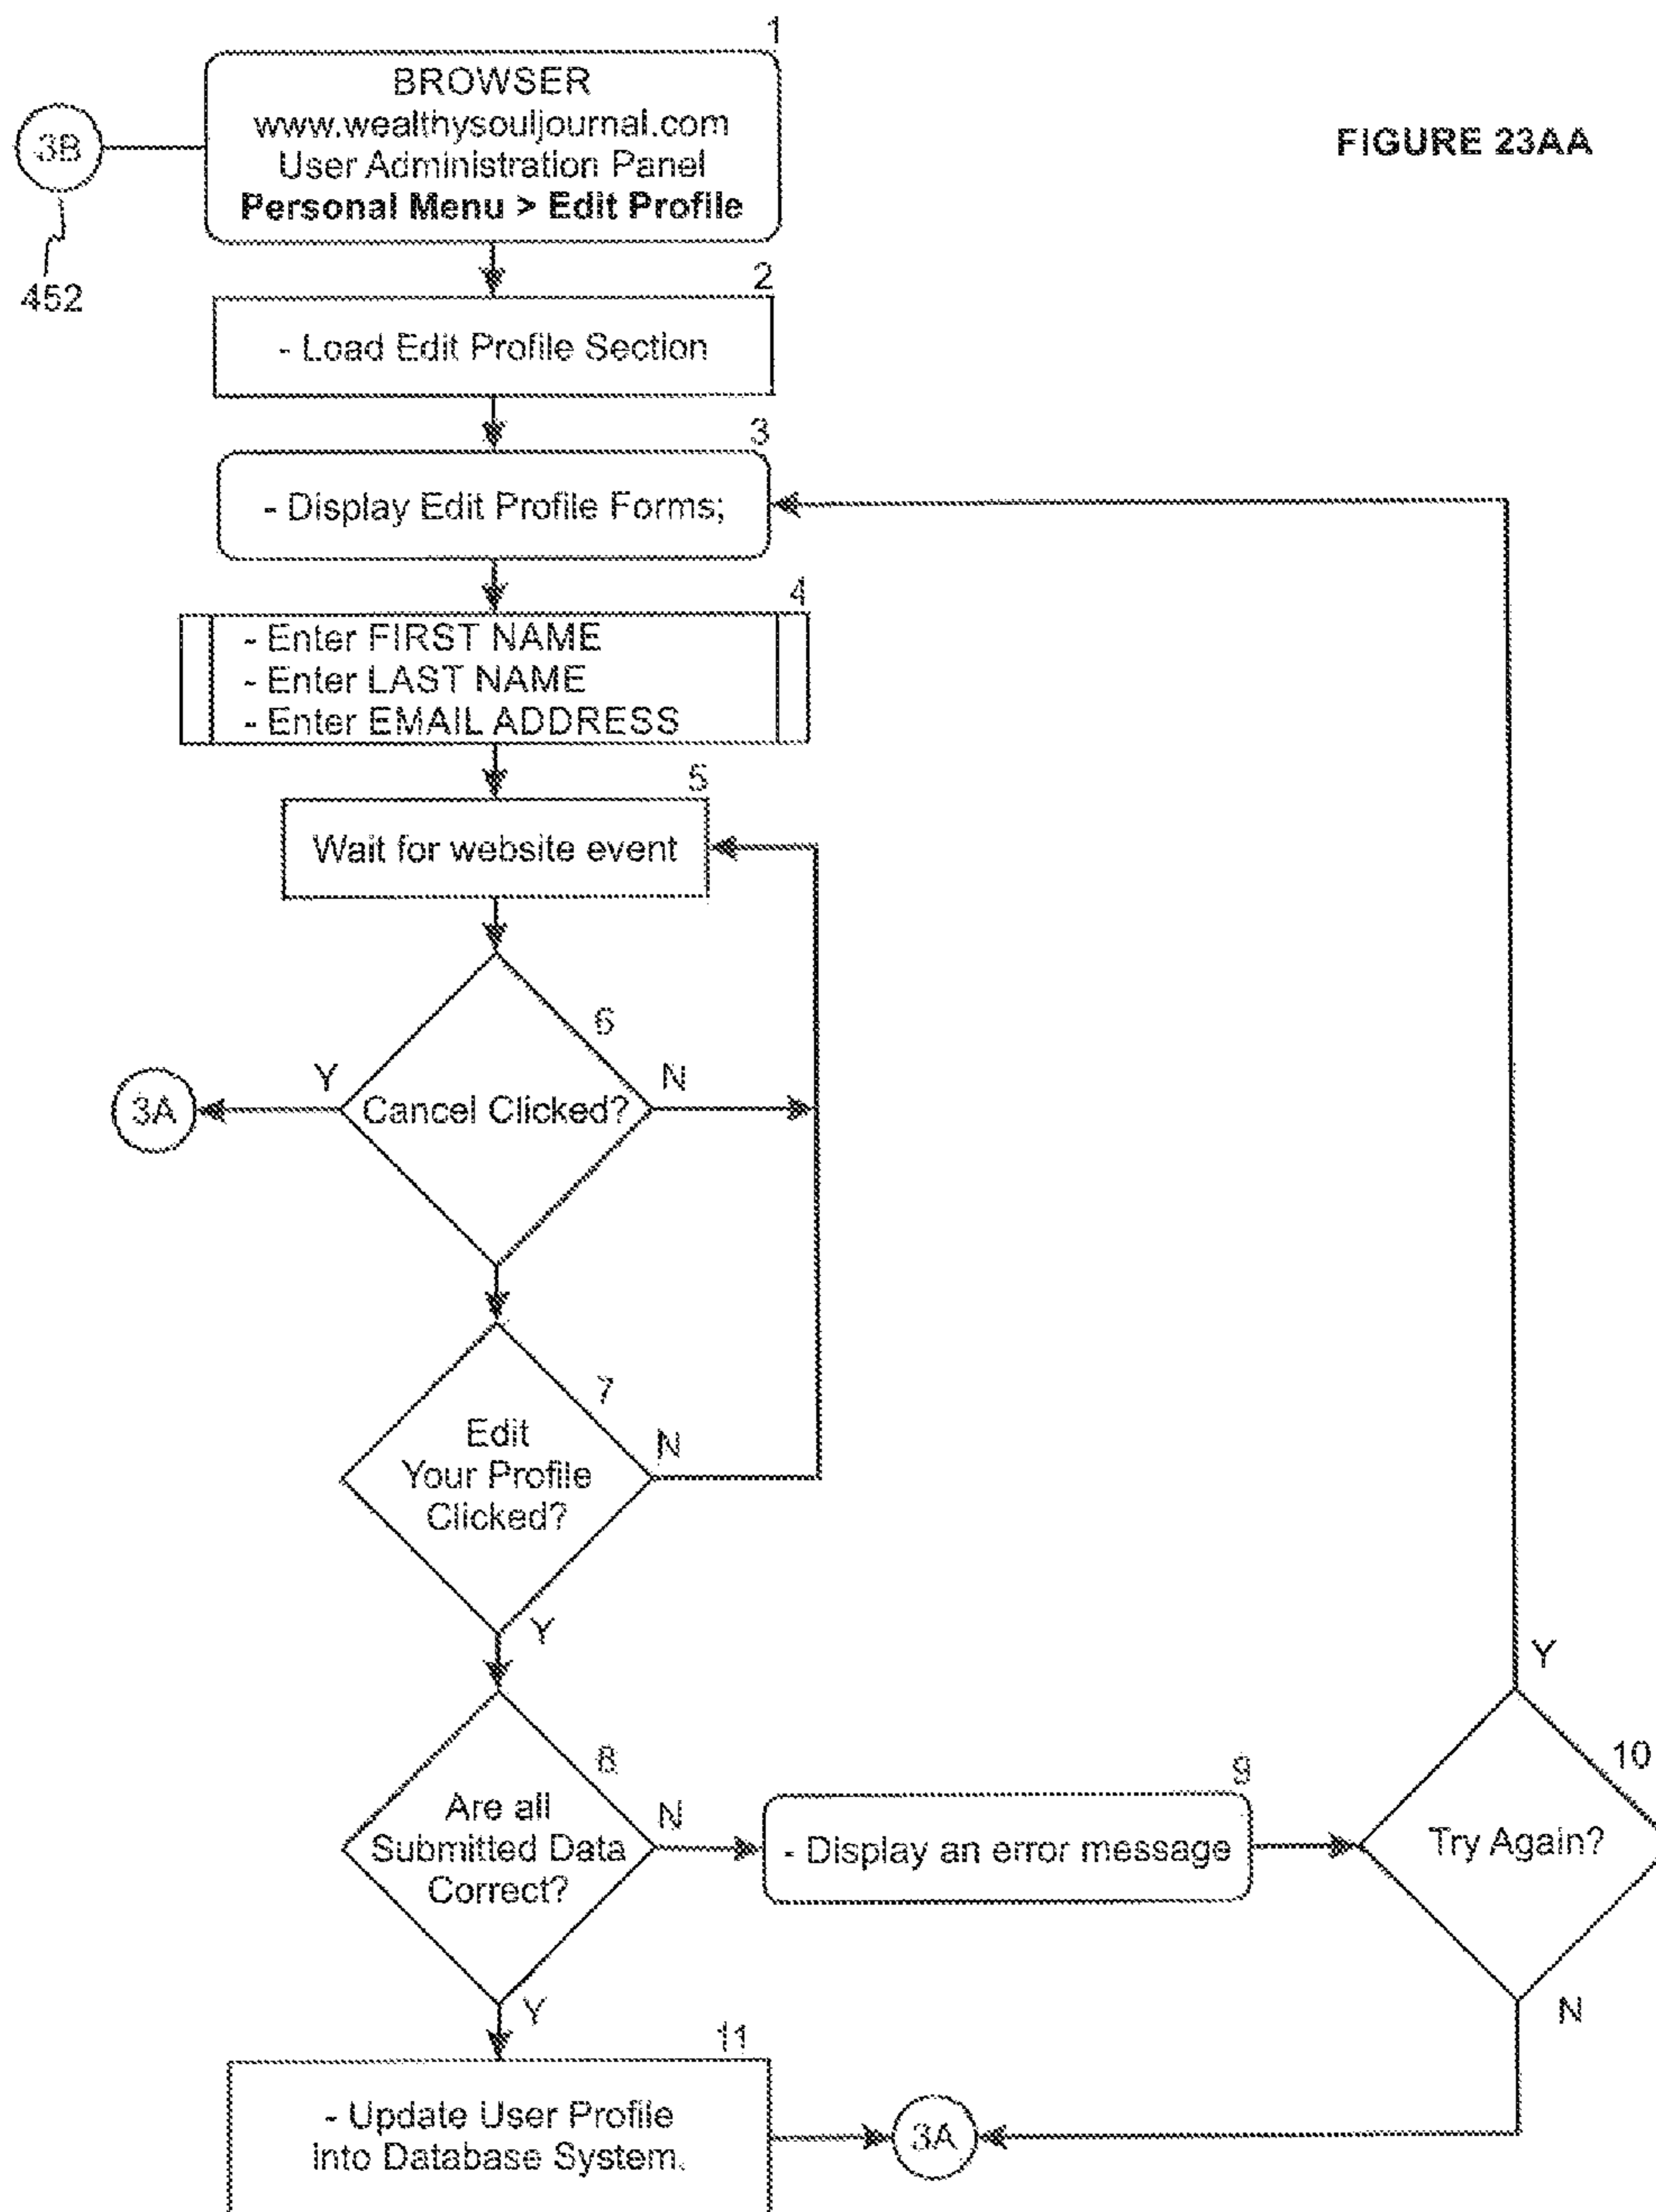 FIGURE 23AA
1
3B
452
BROWSER
www.wealthysouljournal.com
User Administration Panel
Personal Menu > Edit Profile
2
- Load Edit Profile Section
3
- Display Edit Profile Forms;
4
- Enter FIRST NAME
- Enter LAST NAME
- Enter EMAIL ADDRESS
5
Wait for website event
6
Y
N
3A
Cancel Clicked?
7
Edit
Your Profile
Clicked?
N
Y
8
Are all
Submitted Data
Correct?
N
Y
9
- Display an error message
10
Try Again?
Y
N
11
- Update User Profile
into Database System.
3A